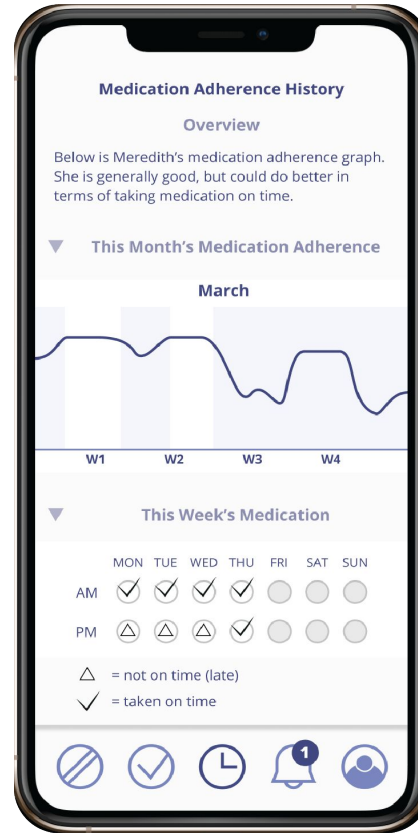 Medication Adherence History
Overview
Below is Meredith's medication adherence graph.
She is generally good, but could do better in
terms of taking medication on time.
This Month's Medication Adherence
March
W1 W2 W3 W4
This Week's Medication
MON TUE WED THU FRI SAT SUN
AM
PM
= not on time (late)
= taken on time
1